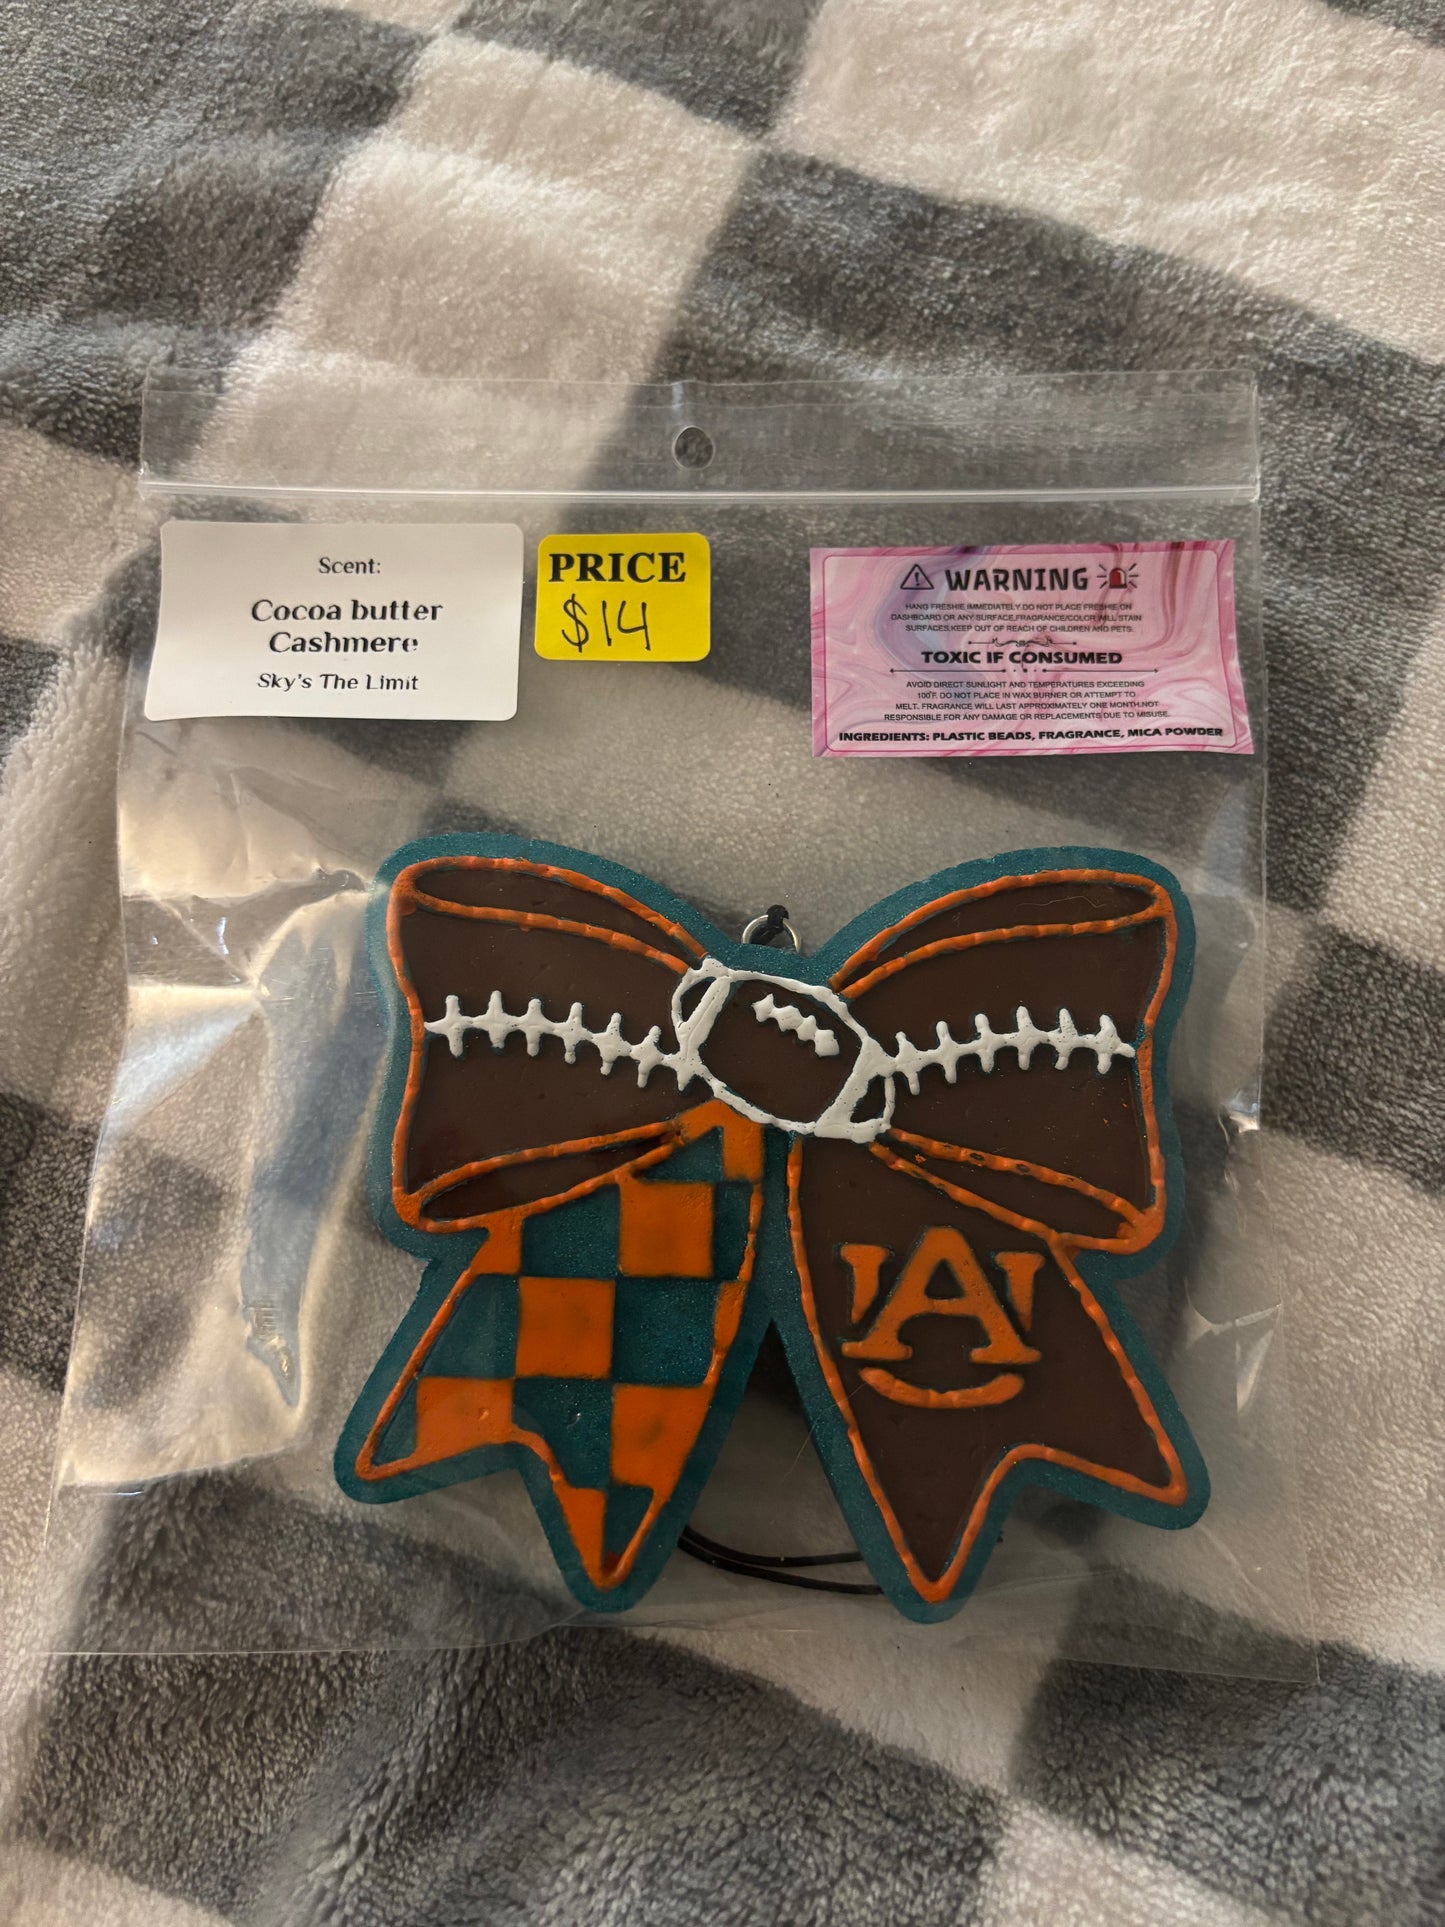 Scent:
Cocoa butter
Cashmere
Sky's The Limit
PRICE
$14
WARNING
HANG FRESHIE IMMEDIATELY.DO NOT PLACE FRESHIE ON
DASHBOARD OR ANY SURFACE,FRAGRANCE/COLOR WILL STAIN
SURFACES.KEEP OUT OF REACH OF CHILDREN AND PETS.
TOXIC IF CONSUMED
AVOID DIRECT SUNLIGHT AND TEMPERATURES EXCEEDING
100°F. DO NOT PLACE IN WAX BURNER OR ATTEMPT TO
MELT. FRAGRANCE WILL LAST APPROXIMATELY ONE MONTH.NOT
RESPONSIBLE FOR ANY DAMAGE OR REPLACEMENTS DUE TO MISUSE.
INGREDIENTS: PLASTIC BEADS, FRAGRANCE, MICA POWDER
AU